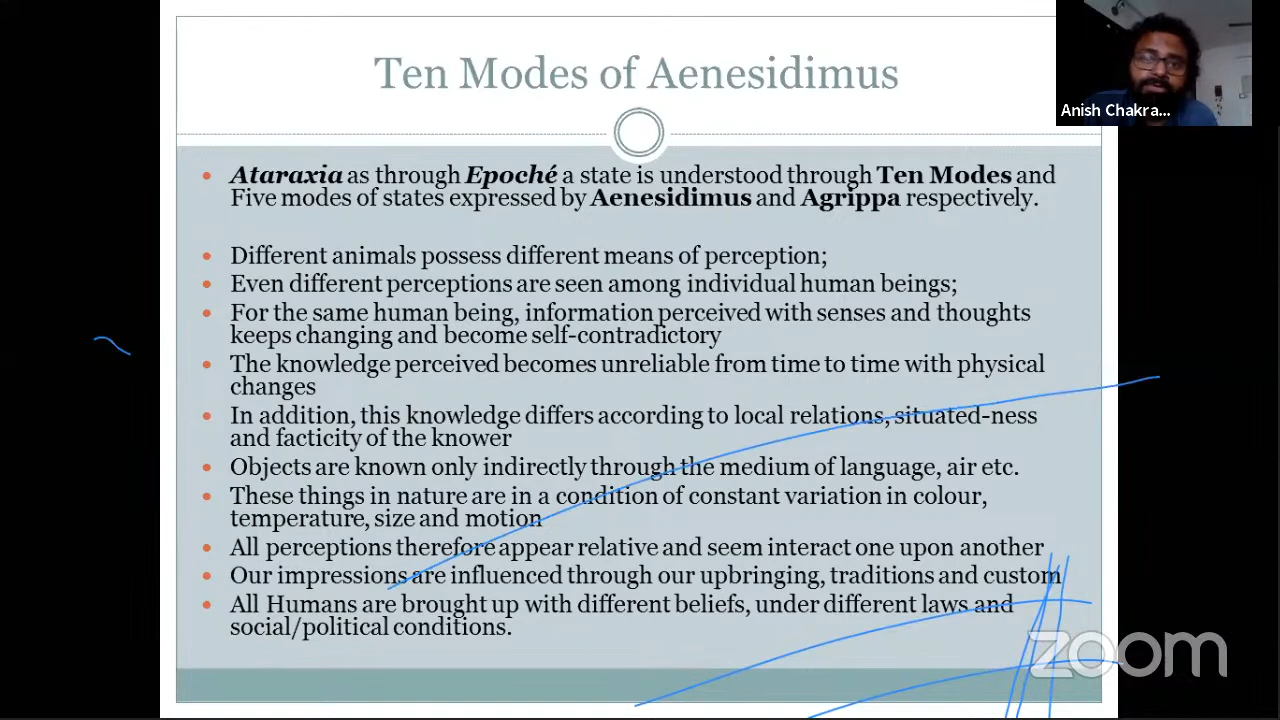 Ten Modes of Aenesidimus
Anish Chakra...
• Ataraxia as through Epoché a state is understood through Ten Modes and
Five modes of states expressed by Aenesidimus and Agrippa respectively.
• Different animals possess different means of perception;
• Even different perceptions are seen among individual human beings;
• For the same human being, information perceived with senses and thoughts
keeps changing and become self-contradictory
• The knowledge perceived becomes unreliable from time to time with physical
changes
• In addition, this knowledge differs according to local relations, situated-ness
and facticity of the knower
• Objects are known only indirectly through the medium of language, air etc.
• These things in nature are in a condition of constant variation in colour,
temperature, size and motion
• All perceptions therefore appear relative and seem interact one upon another
• Our impressions are influenced through our upbringing, traditions and custom
• All Humans are brought up with different beliefs, under different laws and
social/political conditions.
zoom